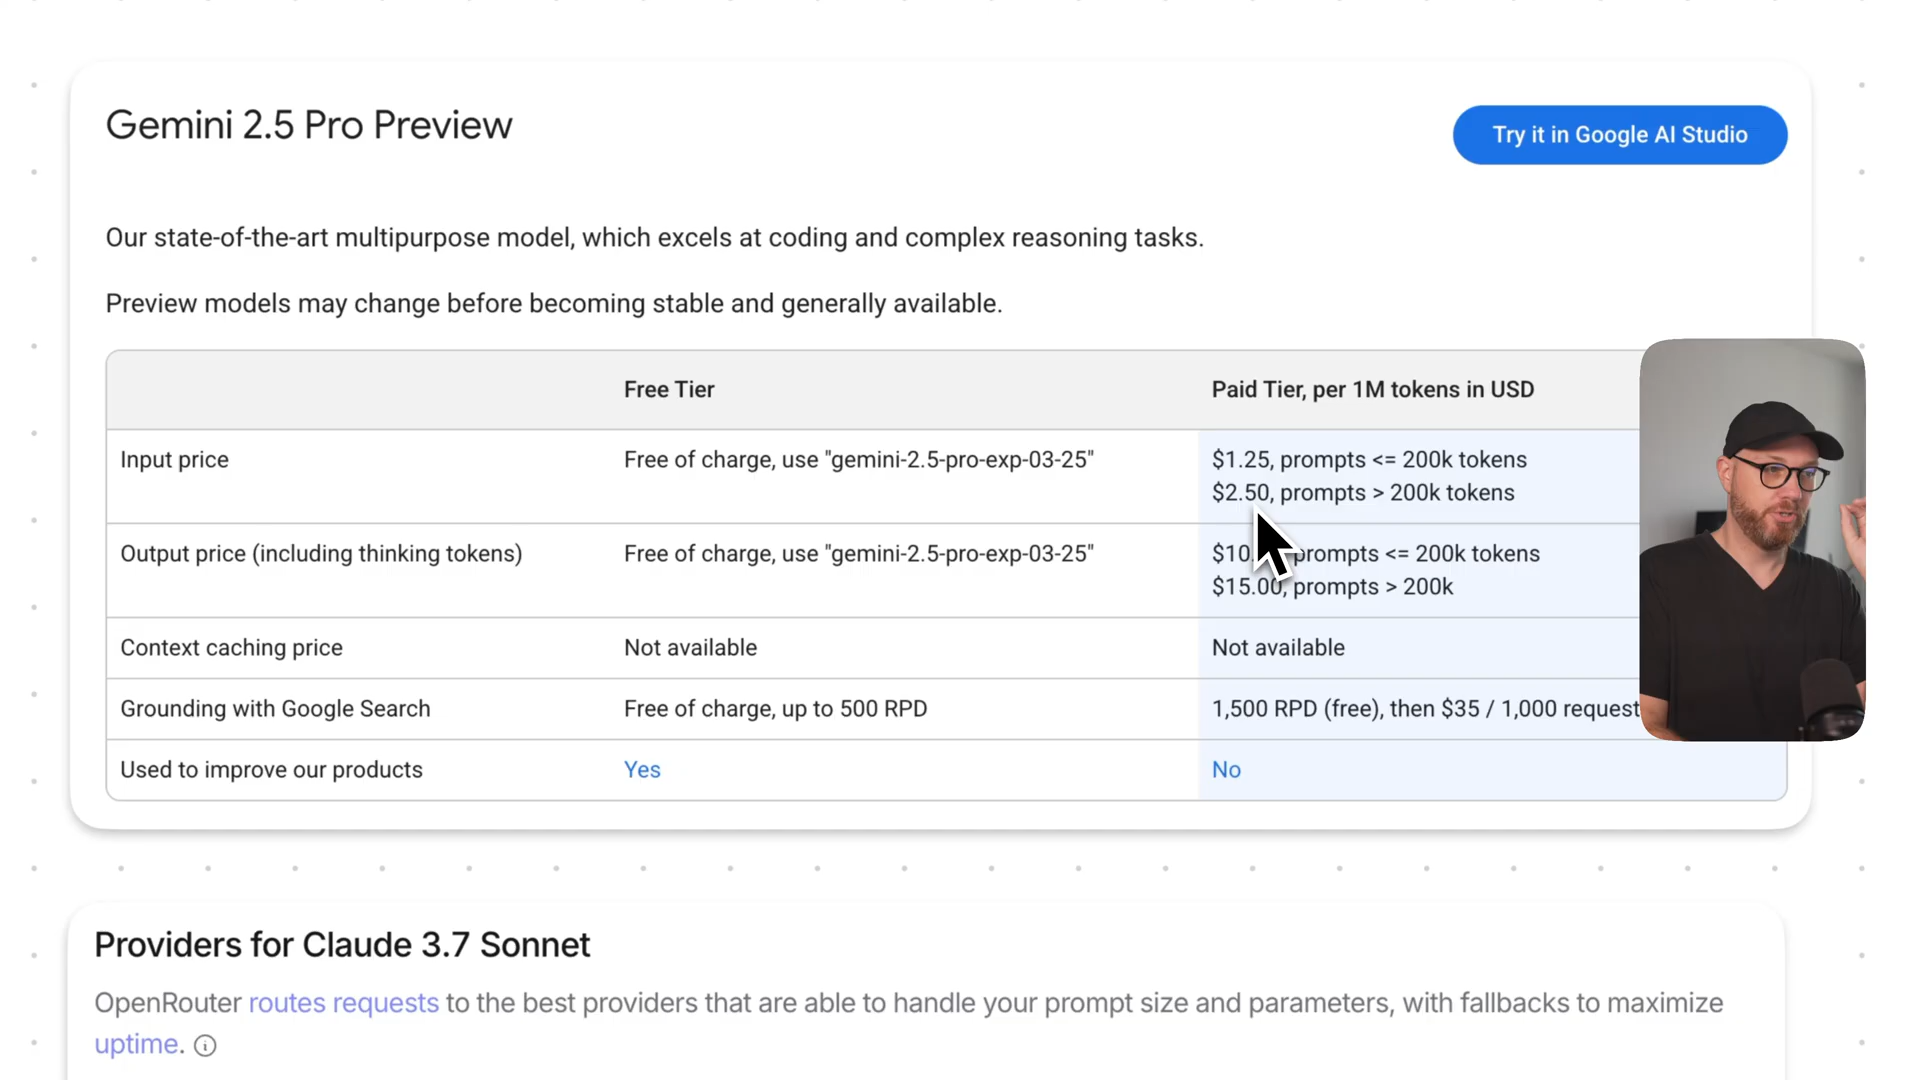 Gemini 2.5 Pro Preview
Try it in Google AI Studio
Our state-of-the-art multipurpose model, which excels at coding and complex reasoning tasks.
Preview models may change before becoming stable and generally available.
Free Tier
Paid Tier, per 1M tokens in USD
Input price
Free of charge, use "gemini-2.5-pro-exp-03-25"
$1.25, prompts <= 200k tokens
$2.50, prompts > 200k tokens
Output price (including thinking tokens)
Free of charge, use "gemini-2.5-pro-exp-03-25"
$10 prompts <= 200k tokens
$15.00, prompts > 200k
Context caching price
Not available
Not available
Grounding with Google Search
Free of charge, up to 500 RPD
1,500 RPD (free), then $35 / 1,000 request
Used to improve our products
Yes
No
Providers for Claude 3.7 Sonnet
OpenRouter routes requests to the best providers that are able to handle your prompt size and parameters, with fallbacks to maximize
uptime.